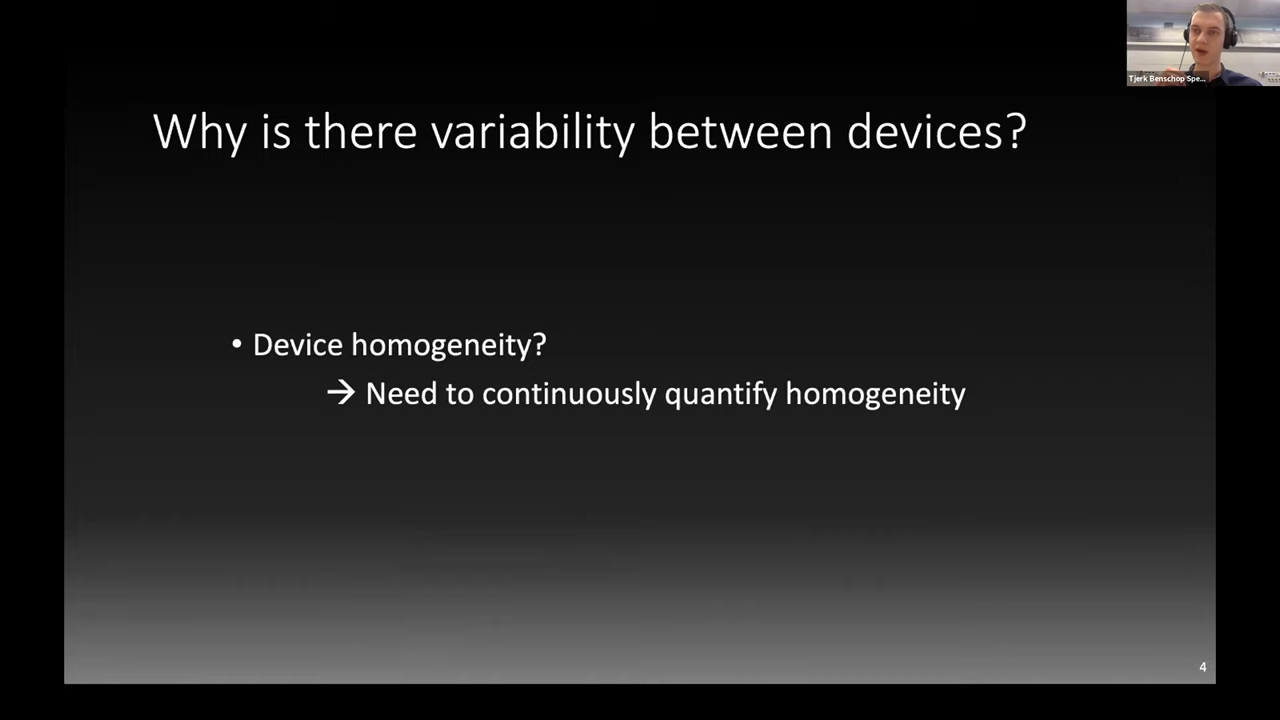 Tjerk Benschop Spe...
Why is there variability between devices?
• Device homogeneity?
→ Need to continuously quantify homogeneity
4